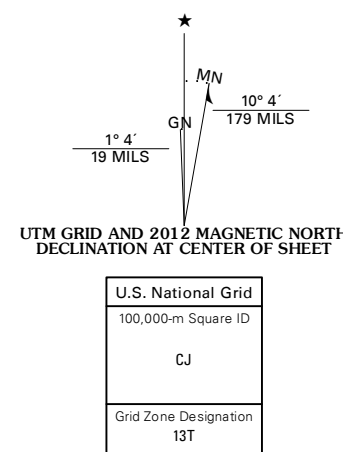 MN
GN
10° 4´
179 MILS
1° 4´
19 MILS
UTM GRID AND 2012 MAGNETIC NORTH
DECLINATION AT CENTER OF SHEET
U.S. National Grid
100,000-m Square ID
CJ
Grid Zone Designation
13T